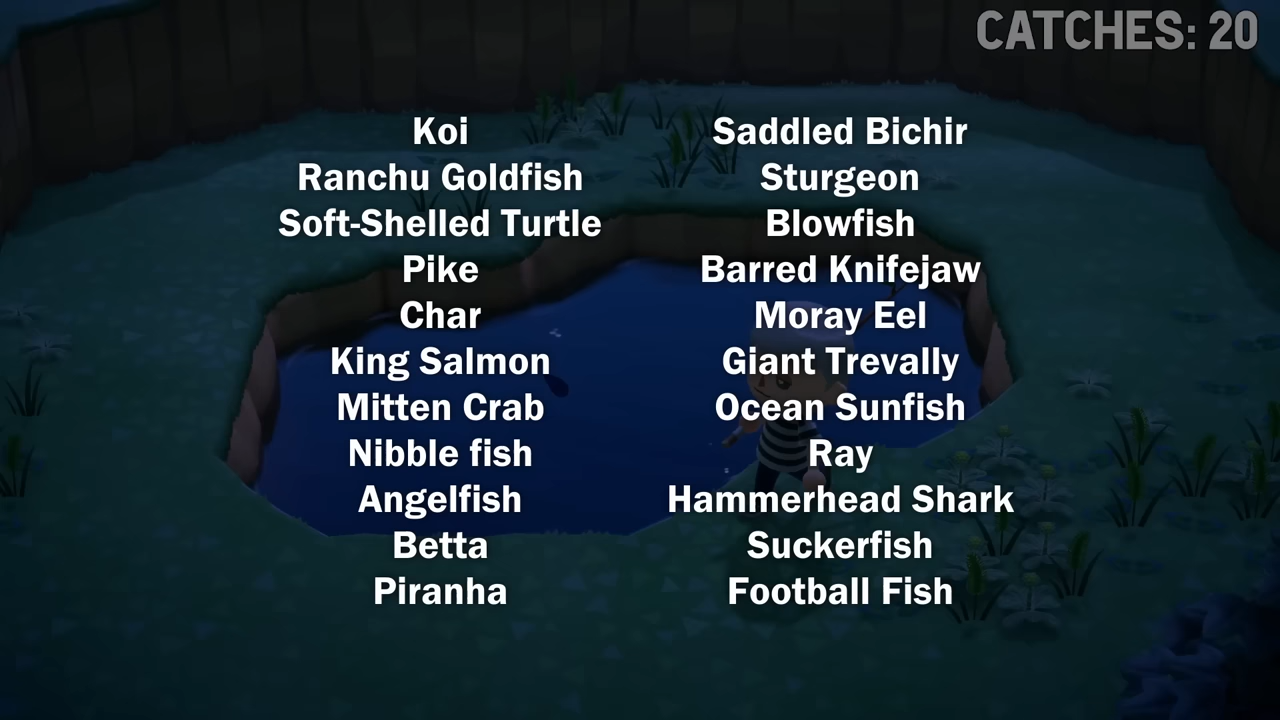 CATCHES: 20
Koi
Ranchu Goldfish
Soft-Shelled Turtle
Pike
Char
King Salmon
Mitten Crab
Nibble fish
Angelfish
Betta
Piranha
Saddled Bichir
Sturgeon
Blowfish
Barred Knifejaw
Moray Eel
Giant Trevally
Ocean Sunfish
Ray
Hammerhead Shark
Suckerfish
Football Fish